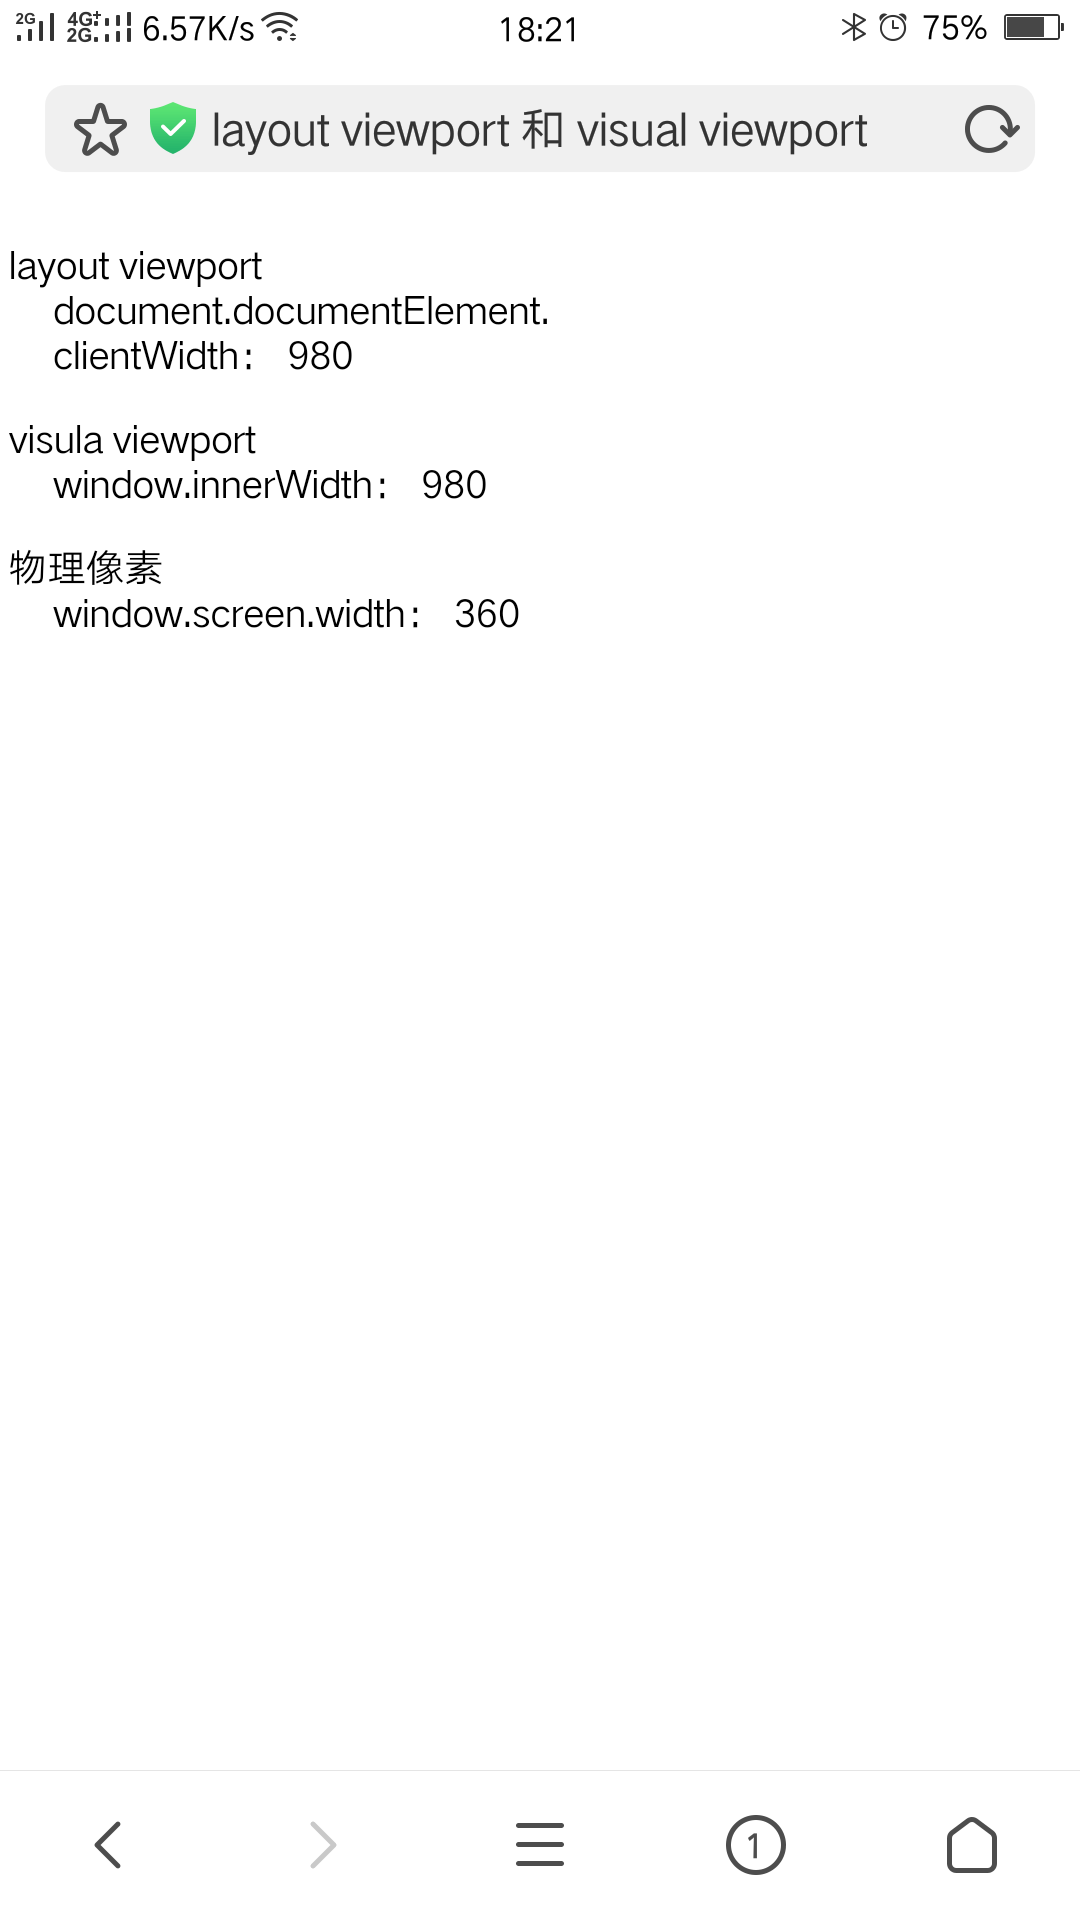 2G 4G+ 2G 6.57K/s 18:21 75%
layout viewport 和 visual viewport
layout viewport
document.documentElement.
clientWidth： 980
visula viewport
window.innerWidth： 980
物理像素
window.screen.width： 360
1